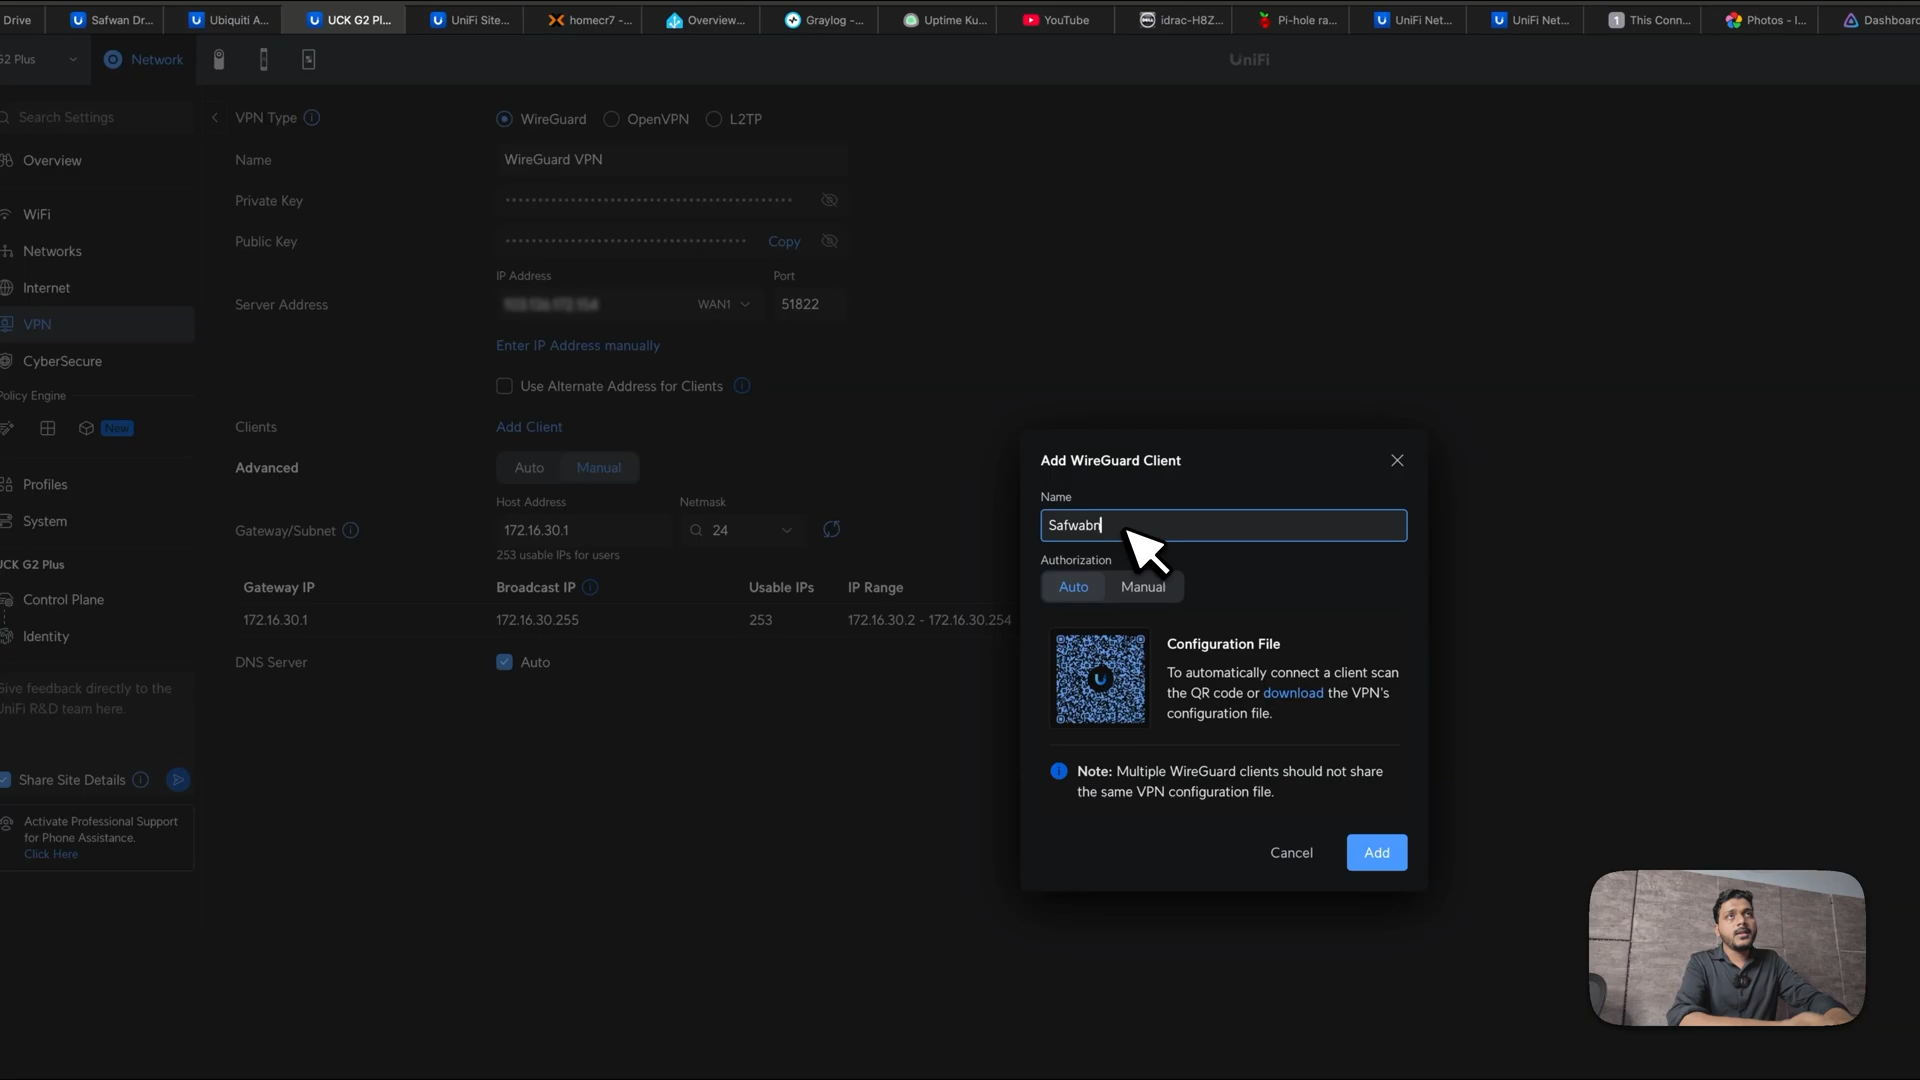 Drive
Safwan Dr...
Ubiquiti A...
UCK G2 Pl...
UniFi Site...
homecr7 -...
Overview...
Graylog -...
Uptime Ku...
YouTube
idrac-H8Z...
Pi-hole ra...
UniFi Net...
UniFi Net...
This Conn...
Photos - I...
Dashboard
G2 Plus
Network
UniFi
Search Settings
Overview
WiFi
Networks
Internet
VPN
CyberSecure
Policy Engine
New
Profiles
System
UCK G2 Plus
Control Plane
Identity
Give feedback directly to the
UniFi R&D team here.
Share Site Details
Activate Professional Support
for Phone Assistance.
Click Here
VPN Type
WireGuard
OpenVPN
L2TP
Name
WireGuard VPN
Private Key
Public Key
Copy
IP Address
Port
Server Address
WAN1
51822
Enter IP Address manually
Use Alternate Address for Clients
Clients
Add Client
Advanced
Auto
Manual
Host Address
Netmask
Gateway/Subnet
172.16.30.1
24
253 usable IPs for users
Gateway IP
Broadcast IP
Usable IPs
IP Range
172.16.30.1
172.16.30.255
253
172.16.30.2 - 172.16.30.254
DNS Server
Auto
Add WireGuard Client
Name
Safwabn
Authorization
Auto
Manual
Configuration File
To automatically connect a client scan
the QR code or download the VPN's
configuration file.
Note: Multiple WireGuard clients should not share
the same VPN configuration file.
Cancel
Add